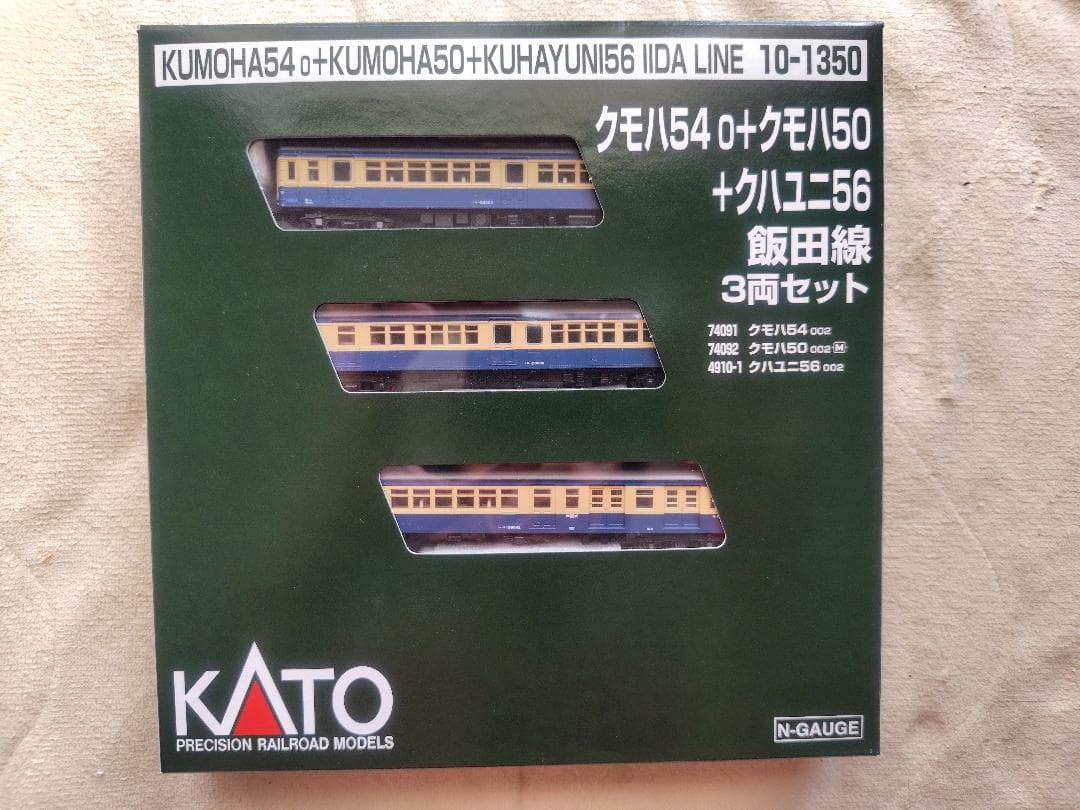 KUMOHA54 0+KUMOHA50+KUHAYUNI56 IIDA LINE 10-1350
クモハ54 0+クモハ50
+クハユニ56
飯田線
3両セット
74091 クモハ54 002
74092 クモハ50 002 M
4910-1 クハユニ56 002
KATO
PRECISION RAILROAD MODELS
N-GAUGE